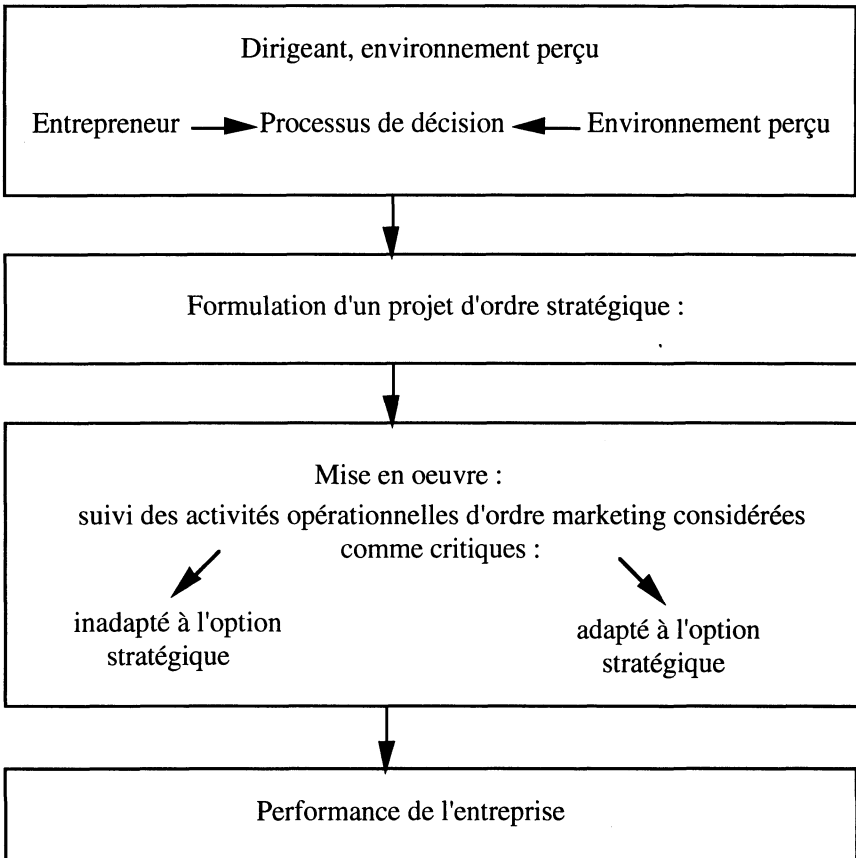 Dirigeant, environnement perçu
Entrepreneur Processus de décision Environnement perçu
Formulation d'un projet d'ordre stratégique :
Mise en oeuvre :
suivi des activités opérationnelles d'ordre marketing considérées
comme critiques :
inadapté à l'option
stratégique
adapté à l'option
stratégique
Performance de l'entreprise